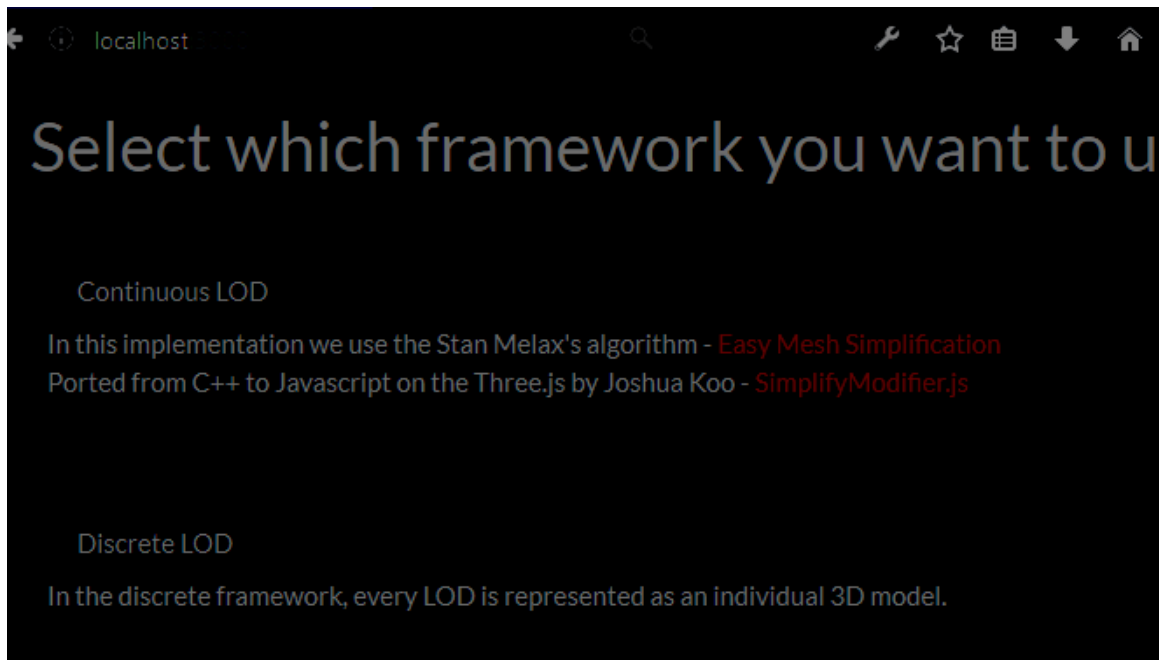 localhost
Select which framework you want to u
Continuous LOD
In this implementation we use the Stan Melax's algorithm - Easy Mesh Simplification
Ported from C++ to Javascript on the Three.js by Joshua Koo - SimplifyModifier.js
Discrete LOD
In the discrete framework, every LOD is represented as an individual 3D model.